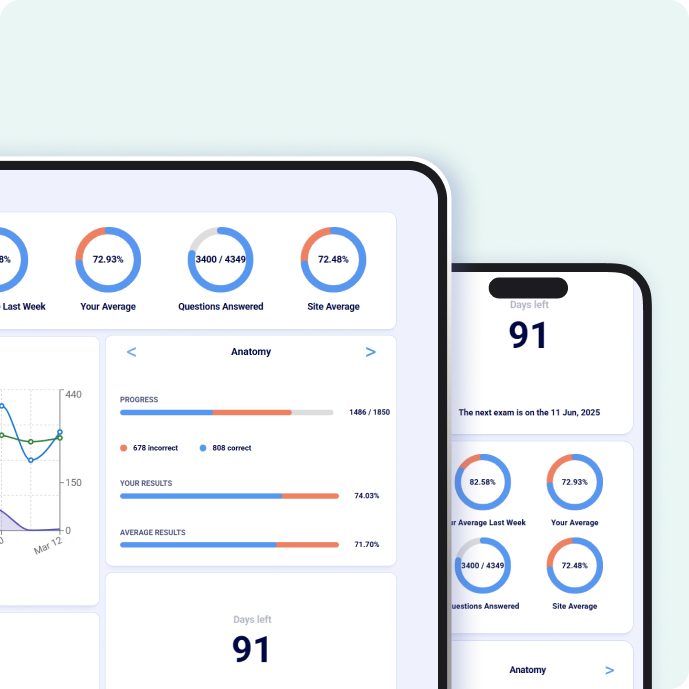 8%
72.93%
3400 / 4349
72.48%
Last Week
Your Average
Questions Answered
Site Average
<
Anatomy
>
PROGRESS
1486 / 1850
678 incorrect
808 correct
YOUR RESULTS
74.03%
AVERAGE RESULTS
71.70%
440
150
0
0
Mar 12
Days left
91
Days left
91
The next exam is on the 11 Jun, 2025
82.58%
72.93%
r Average Last Week
Your Average
3400 / 4349
72.48%
uestions Answered
Site Average
Anatomy
>